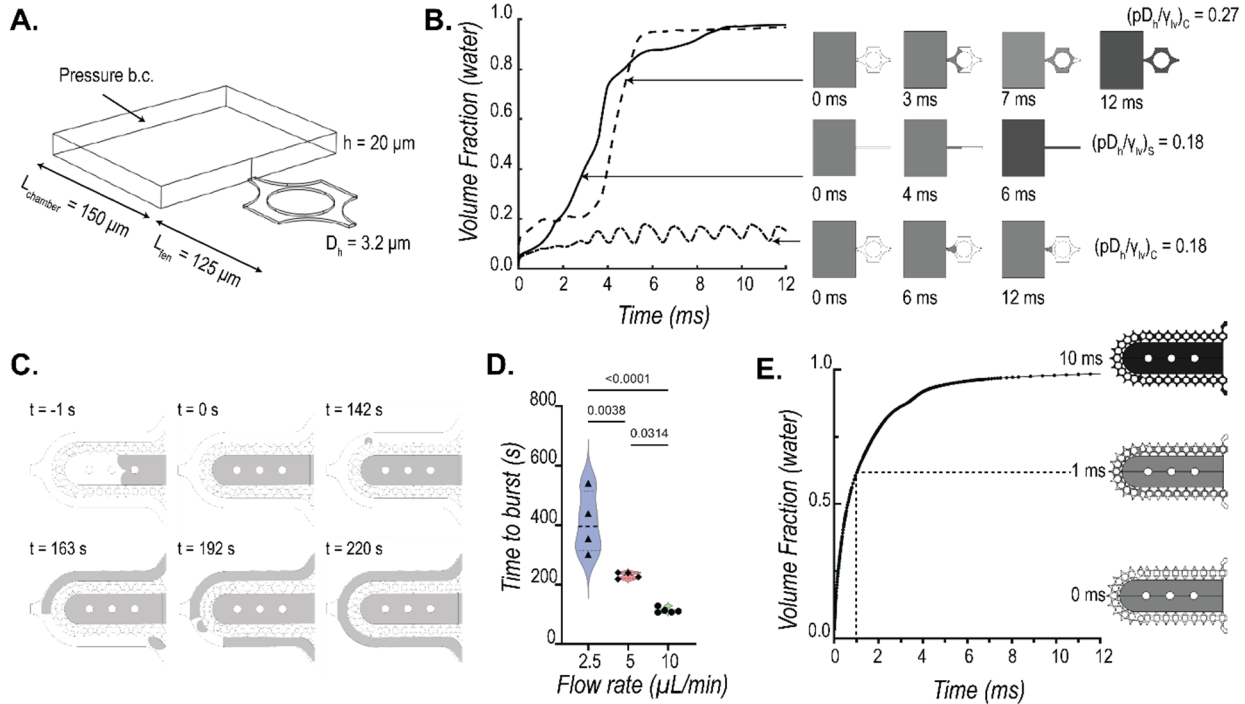 A.
Pressure b.c.
h = 20 µm
L_chamber = 150 µm
L_fen = 125 µm
D_h = 3.2 µm
B.
Volume Fraction (water)
1.0
0.8
0.6
0.4
0.2
0.0
0 2 4 6 8 10 12
Time (ms)
(pD_h/γ_lv)_C = 0.27
0 ms 3 ms 7 ms 12 ms
(pD_h/γ_lv)_S = 0.18
0 ms 4 ms 6 ms
(pD_h/γ_lv)_C = 0.18
0 ms 6 ms 12 ms
C.
t = -1 s t = 0 s t = 142 s
t = 163 s t = 192 s t = 220 s
D.
Time to burst (s)
800
600
400
200
0
<0.0001
0.0038
0.0314
2.5 5 10
Flow rate (µL/min)
E.
Volume Fraction (water)
1.0
0.5
0.0
0 2 4 6 8 10 12
Time (ms)
10 ms
1 ms
0 ms